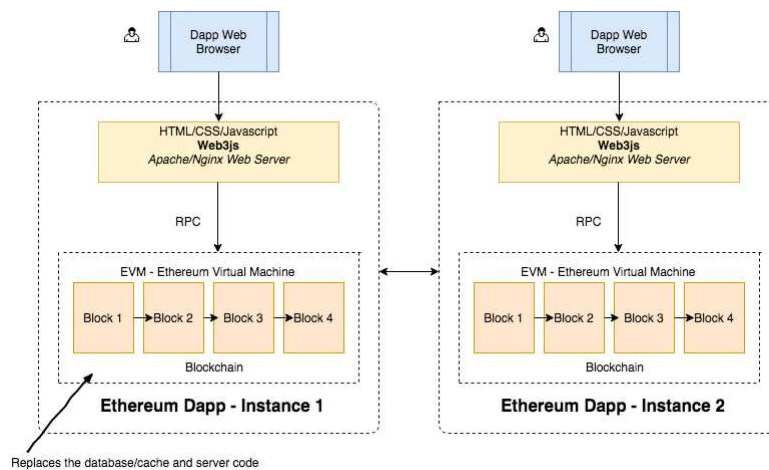 Dapp Web
Browser
HTML/CSS/Javascript
Web3js
Apache/Nginx Web Server
RPC
EVM - Ethereum Virtual Machine
Block 1
Block 2
Block 3
Block 4
Blockchain
Ethereum Dapp - Instance 1
Replaces the database/cache and server code
Dapp Web
Browser
HTML/CSS/Javascript
Web3js
Apache/Nginx Web Server
RPC
EVM - Ethereum Virtual Machine
Block 1
Block 2
Block 3
Block 4
Blockchain
Ethereum Dapp - Instance 2